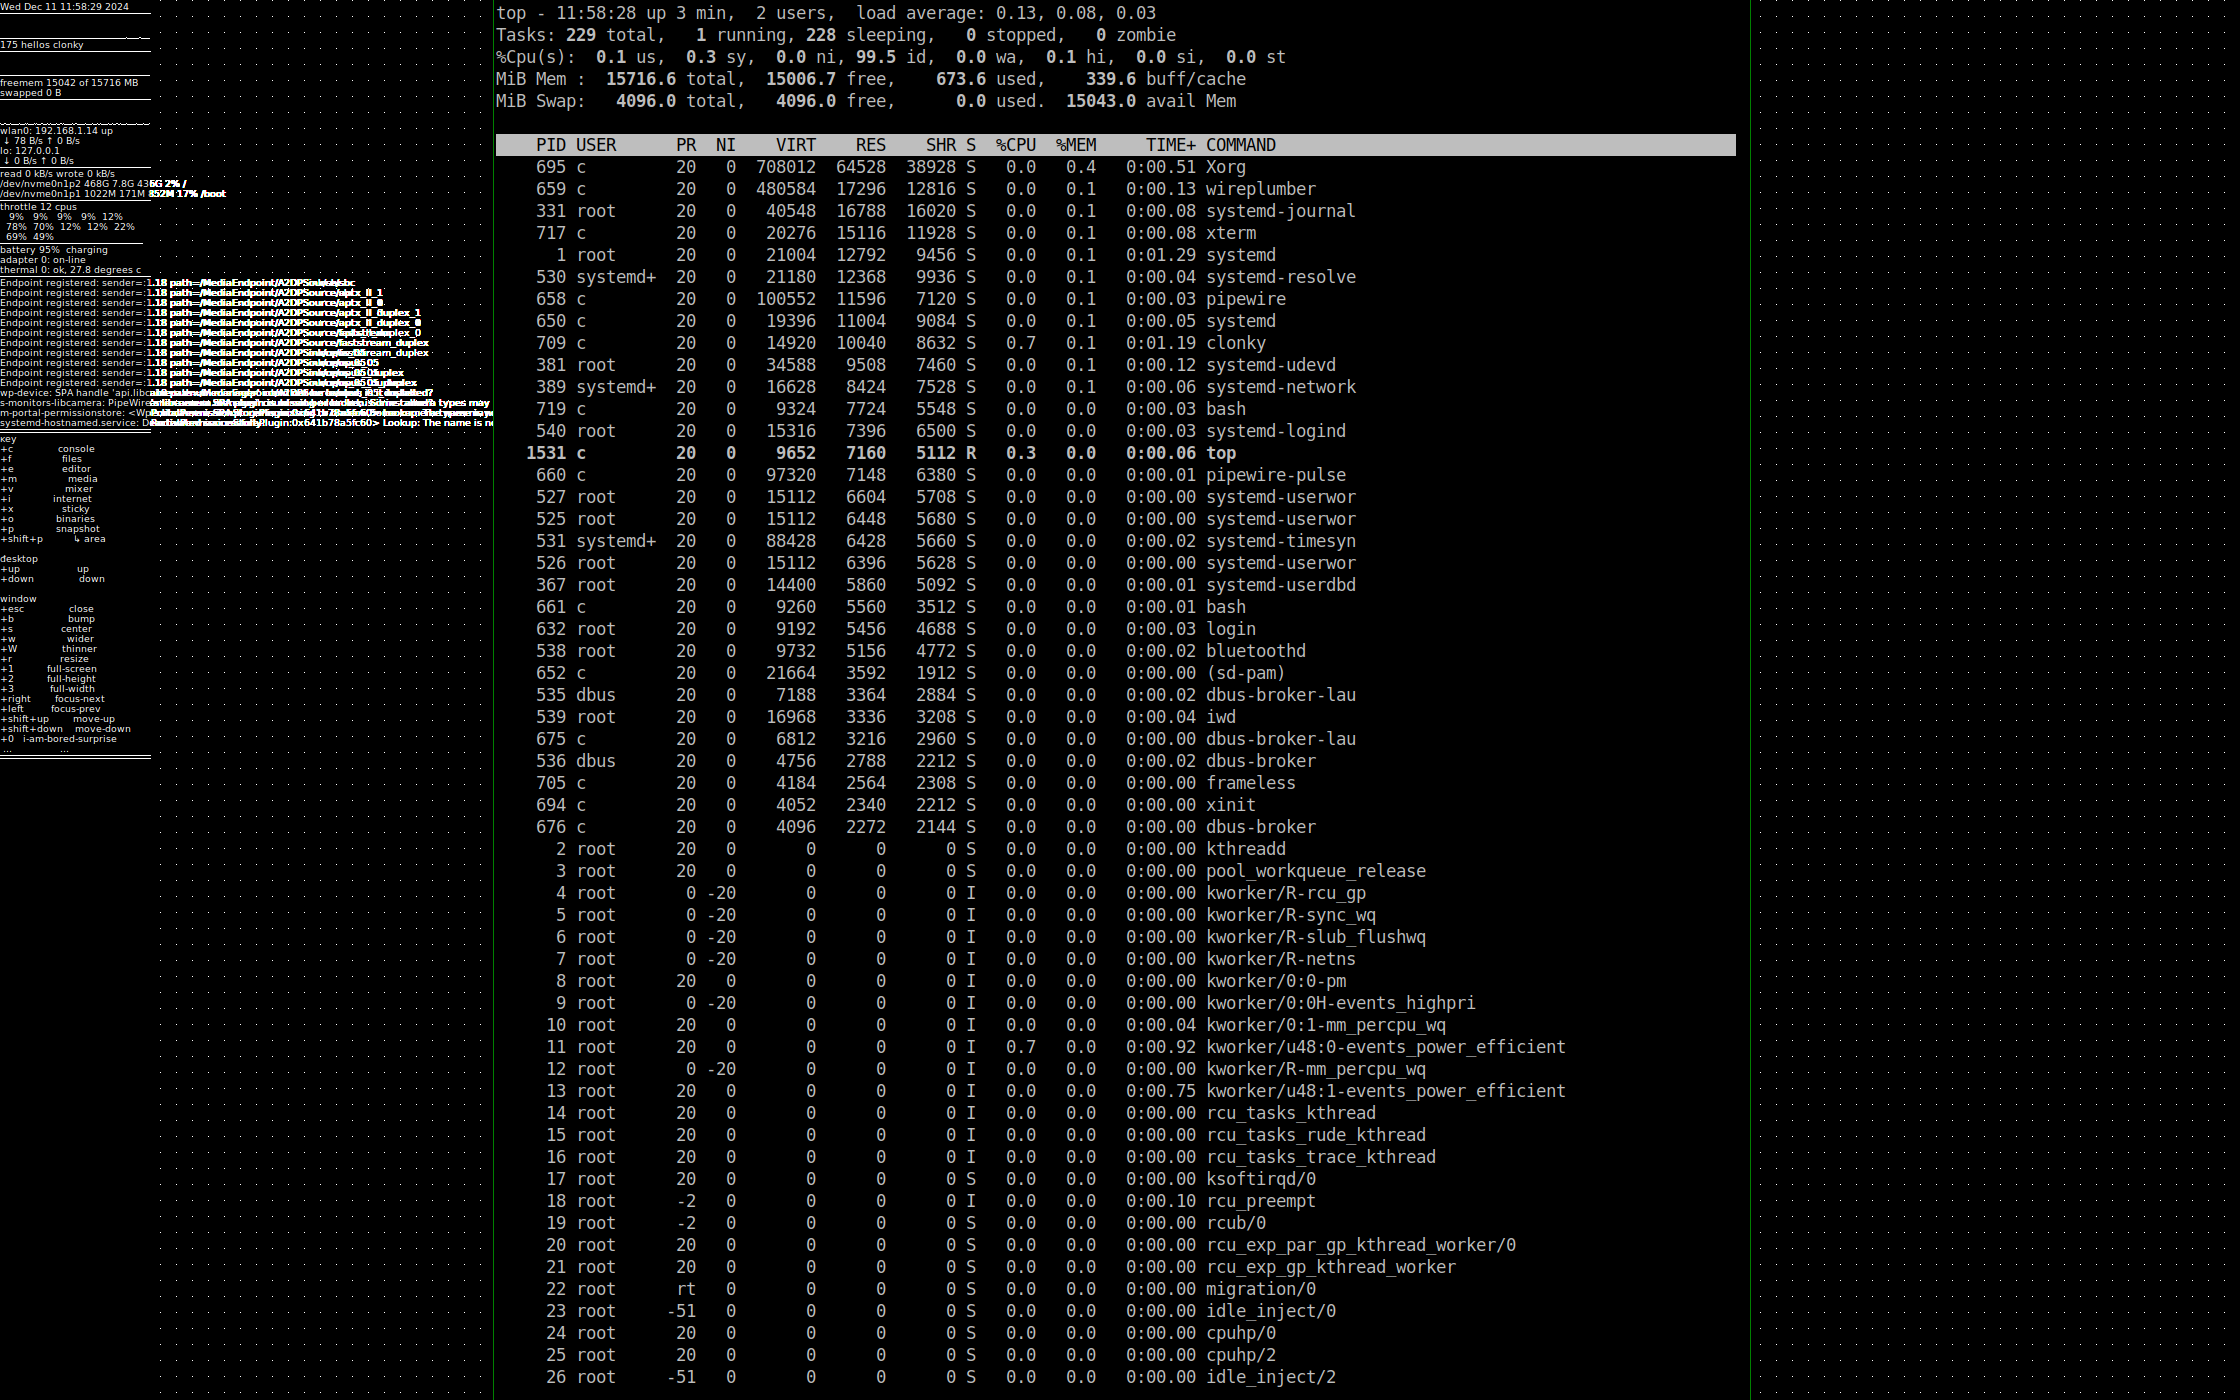 Wed Dec 11 11:58:29 2024
175 hellos clonky
freemem 15042 of 15716 MB
swapped 0 B
wlan0: 192.168.1.14 up
↓ 78 B/s ↑ 0 B/s
lo: 127.0.0.1
↓ 0 B/s ↑ 0 B/s
read 0 kB/s wrote 0 kB/s
/dev/nvme0n1p2 468G 7.8G 436G 2% /
/dev/nvme0n1p1 1022M 171M 852M 17% /boot
throttle 12 cpus
9% 9% 9% 9% 12%
78% 70% 12% 12% 22%
69% 49%
battery 95% charging
adapter 0: on-line
thermal 0: ok, 27.8 degrees c
Endpoint registered: sender=:1.18
Endpoint registered: sender=:1.18 path=/MediaEndpoint/A2DPSource/aptx_ll_1
Endpoint registered: sender=:1.18 path=/MediaEndpoint/A2DPSource/aptx_ll_0
Endpoint registered: sender=:1.18 path=/MediaEndpoint/A2DPSource/aptx_ll_duplex_1
Endpoint registered: sender=:1.18 path=/MediaEndpoint/A2DPSource/aptx_ll_duplex_0
Endpoint registered: sender=:1.18
Endpoint registered: sender=:1.18 path=/MediaEndpoint/A2DPSource/faststream_duplex
Endpoint registered: sender=:1.18
Endpoint registered: sender=:1.18
Endpoint registered: sender=:1.18
Endpoint registered: sender=:1.18
wp-device: SPA handle
s-monitors-libcamera:
m-portal-permissionstore:
systemd-hostnamed.service: Lookup: The name is
key
+c console
+f files
+e editor
+m media
+v mixer
+i internet
+x sticky
+o binaries
+p snapshot
+shift+p ↳ area
desktop
+up up
+down down
window
+esc close
+b bump
+s center
+w wider
+W thinner
+r resize
+1 full-screen
+2 full-height
+3 full-width
+right focus-next
+left focus-prev
+shift+up move-up
+shift+down move-down
+0 i-am-bored-surprise
... ...
top - 11:58:28 up 3 min, 2 users, load average: 0.13, 0.08, 0.03
Tasks: 229 total, 1 running, 228 sleeping, 0 stopped, 0 zombie
%Cpu(s): 0.1 us, 0.3 sy, 0.0 ni, 99.5 id, 0.0 wa, 0.1 hi, 0.0 si, 0.0 st
MiB Mem : 15716.6 total, 15006.7 free, 673.6 used, 339.6 buff/cache
MiB Swap: 4096.0 total, 4096.0 free, 0.0 used. 15043.0 avail Mem
PID USER PR NI VIRT RES SHR S %CPU %MEM TIME+ COMMAND
695 c 20 0 708012 64528 38928 S 0.0 0.4 0:00.51 Xorg
659 c 20 0 480584 17296 12816 S 0.0 0.1 0:00.13 wireplumber
331 root 20 0 40548 16788 16020 S 0.0 0.1 0:00.08 systemd-journal
717 c 20 0 20276 15116 11928 S 0.0 0.1 0:00.08 xterm
1 root 20 0 21004 12792 9456 S 0.0 0.1 0:01.29 systemd
530 systemd+ 20 0 21180 12368 9936 S 0.0 0.1 0:00.04 systemd-resolve
658 c 20 0 100552 11596 7120 S 0.0 0.1 0:00.03 pipewire
650 c 20 0 19396 11004 9084 S 0.0 0.1 0:00.05 systemd
709 c 20 0 14920 10040 8632 S 0.7 0.1 0:01.19 clonky
381 root 20 0 34588 9508 7460 S 0.0 0.1 0:00.12 systemd-udevd
389 systemd+ 20 0 16628 8424 7528 S 0.0 0.1 0:00.06 systemd-network
719 c 20 0 9324 7724 5548 S 0.0 0.0 0:00.03 bash
540 root 20 0 15316 7396 6500 S 0.0 0.0 0:00.03 systemd-logind
1531 c 20 0 9652 7160 5112 R 0.3 0.0 0:00.06 top
660 c 20 0 97320 7148 6380 S 0.0 0.0 0:00.01 pipewire-pulse
527 root 20 0 15112 6604 5708 S 0.0 0.0 0:00.00 systemd-userwor
525 root 20 0 15112 6448 5680 S 0.0 0.0 0:00.00 systemd-userwor
531 systemd+ 20 0 88428 6428 5660 S 0.0 0.0 0:00.02 systemd-timesyn
526 root 20 0 15112 6396 5628 S 0.0 0.0 0:00.00 systemd-userwor
367 root 20 0 14400 5860 5092 S 0.0 0.0 0:00.01 systemd-userdbd
661 c 20 0 9260 5560 3512 S 0.0 0.0 0:00.01 bash
632 root 20 0 9192 5456 4688 S 0.0 0.0 0:00.03 login
538 root 20 0 9732 5156 4772 S 0.0 0.0 0:00.02 bluetoothd
652 c 20 0 21664 3592 1912 S 0.0 0.0 0:00.00 (sd-pam)
535 dbus 20 0 7188 3364 2884 S 0.0 0.0 0:00.02 dbus-broker-lau
539 root 20 0 16968 3336 3208 S 0.0 0.0 0:00.04 iwd
675 c 20 0 6812 3216 2960 S 0.0 0.0 0:00.00 dbus-broker-lau
536 dbus 20 0 4756 2788 2212 S 0.0 0.0 0:00.02 dbus-broker
705 c 20 0 4184 2564 2308 S 0.0 0.0 0:00.00 frameless
694 c 20 0 4052 2340 2212 S 0.0 0.0 0:00.00 xinit
676 c 20 0 4096 2272 2144 S 0.0 0.0 0:00.00 dbus-broker
2 root 20 0 0 0 0 S 0.0 0.0 0:00.00 kthreadd
3 root 20 0 0 0 0 S 0.0 0.0 0:00.00 pool_workqueue_release
4 root 0 -20 0 0 0 I 0.0 0.0 0:00.00 kworker/R-rcu_gp
5 root 0 -20 0 0 0 I 0.0 0.0 0:00.00 kworker/R-sync_wq
6 root 0 -20 0 0 0 I 0.0 0.0 0:00.00 kworker/R-slub_flushwq
7 root 0 -20 0 0 0 I 0.0 0.0 0:00.00 kworker/R-netns
8 root 20 0 0 0 0 I 0.0 0.0 0:00.00 kworker/0:0-pm
9 root 0 -20 0 0 0 I 0.0 0.0 0:00.00 kworker/0:0H-events_highpri
10 root 20 0 0 0 0 I 0.0 0.0 0:00.04 kworker/0:1-mm_percpu_wq
11 root 20 0 0 0 0 I 0.7 0.0 0:00.92 kworker/u48:0-events_power_efficient
12 root 0 -20 0 0 0 I 0.0 0.0 0:00.00 kworker/R-mm_percpu_wq
13 root 20 0 0 0 0 I 0.0 0.0 0:00.75 kworker/u48:1-events_power_efficient
14 root 20 0 0 0 0 I 0.0 0.0 0:00.00 rcu_tasks_kthread
15 root 20 0 0 0 0 I 0.0 0.0 0:00.00 rcu_tasks_rude_kthread
16 root 20 0 0 0 0 I 0.0 0.0 0:00.00 rcu_tasks_trace_kthread
17 root 20 0 0 0 0 S 0.0 0.0 0:00.00 ksoftirqd/0
18 root -2 0 0 0 0 I 0.0 0.0 0:00.10 rcu_preempt
19 root -2 0 0 0 0 S 0.0 0.0 0:00.00 rcub/0
20 root 20 0 0 0 0 S 0.0 0.0 0:00.00 rcu_exp_par_gp_kthread_worker/0
21 root 20 0 0 0 0 S 0.0 0.0 0:00.00 rcu_exp_gp_kthread_worker
22 root rt 0 0 0 0 S 0.0 0.0 0:00.00 migration/0
23 root -51 0 0 0 0 S 0.0 0.0 0:00.00 idle_inject/0
24 root 20 0 0 0 0 S 0.0 0.0 0:00.00 cpuhp/0
25 root 20 0 0 0 0 S 0.0 0.0 0:00.00 cpuhp/2
26 root -51 0 0 0 0 S 0.0 0.0 0:00.00 idle_inject/2